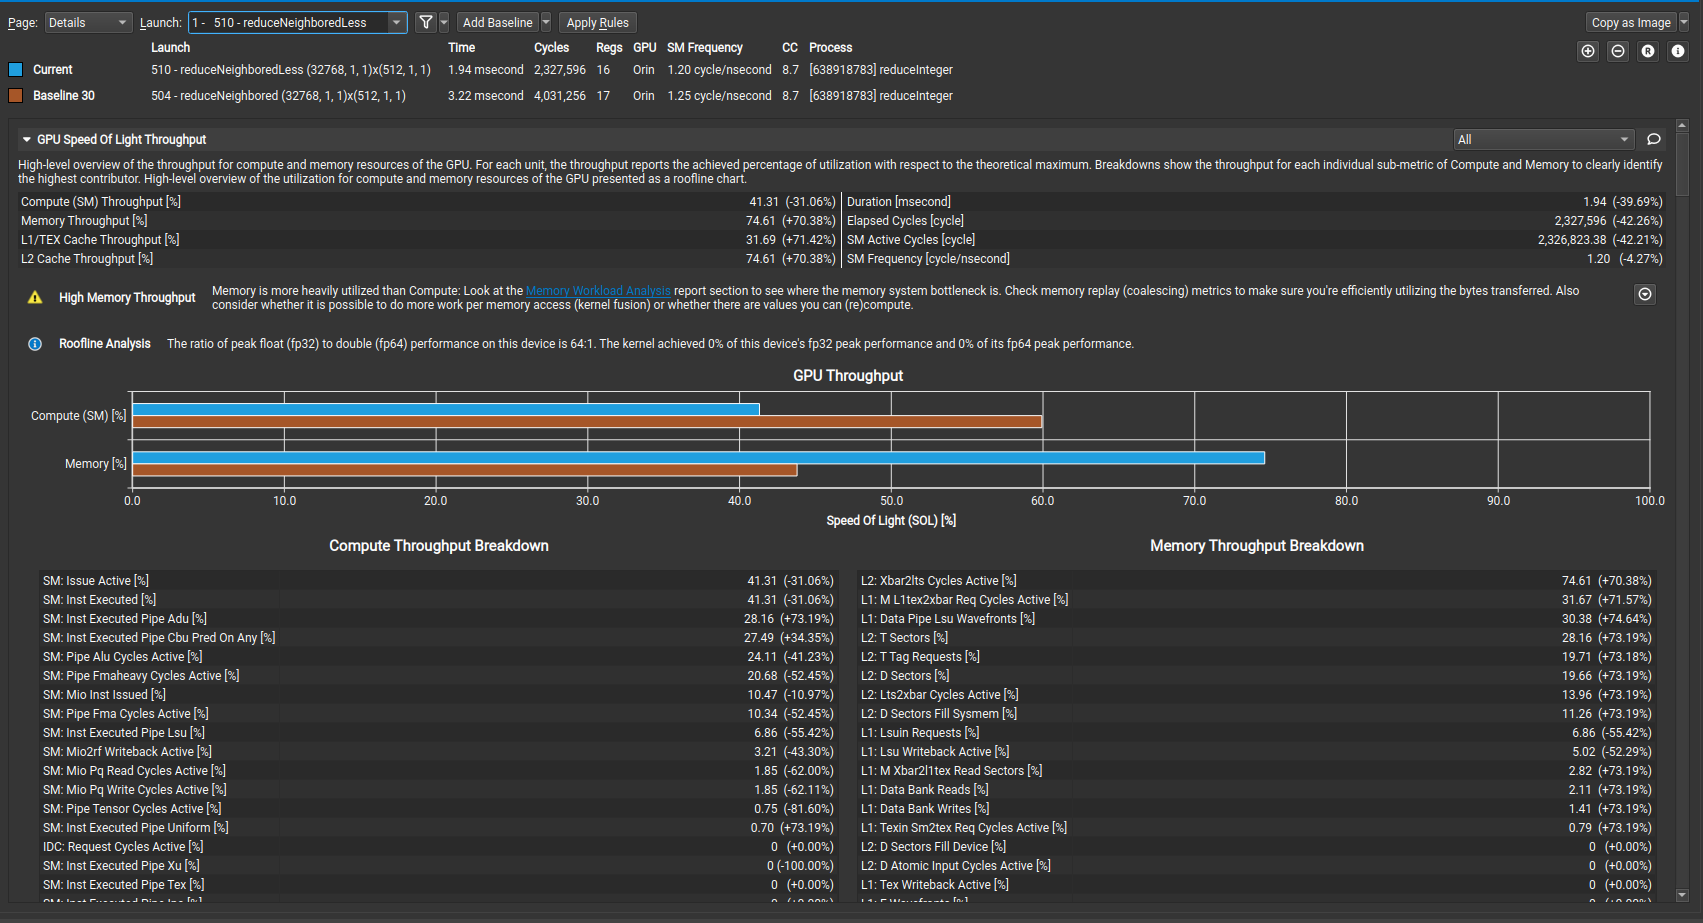 Page: Details Launch: 1 - 510 - reduceNeighboredLess Add Baseline Apply Rules Copy as Image
Launch Time Cycles Regs GPU SM Frequency CC Process
Current 510 - reduceNeighboredLess (32768, 1, 1)x(512, 1, 1) 1.94 msecond 2,327,596 16 Orin 1.20 cycle/nsecond 8.7 [638918783] reduceInteger
Baseline 30 504 - reduceNeighbored (32768, 1, 1)x(512, 1, 1) 3.22 msecond 4,031,256 17 Orin 1.25 cycle/nsecond 8.7 [638918783] reduceInteger
GPU Speed Of Light Throughput All
High-level overview of the throughput for compute and memory resources of the GPU. For each unit, the throughput reports the achieved percentage of utilization with respect to the theoretical maximum. Breakdowns show the throughput for each individual sub-metric of Compute and Memory to clearly identify
the highest contributor. High-level overview of the utilization for compute and memory resources of the GPU presented as a roofline chart.
Compute (SM) Throughput [%] 41.31 (-31.06%) Duration [msecond] 1.94 (-39.69%)
Memory Throughput [%] 74.61 (+70.38%) Elapsed Cycles [cycle] 2,327,596 (-42.26%)
L1/TEX Cache Throughput [%] 31.69 (+71.42%) SM Active Cycles [cycle] 2,326,823.38 (-42.21%)
L2 Cache Throughput [%] 74.61 (+70.38%) SM Frequency [cycle/nsecond] 1.20 (-4.27%)
High Memory Throughput Memory is more heavily utilized than Compute: Look at the Memory Workload Analysis report section to see where the memory system bottleneck is. Check memory replay (coalescing) metrics to make sure you're efficiently utilizing the bytes transferred. Also
consider whether it is possible to do more work per memory access (kernel fusion) or whether there are values you can (re)compute.
Roofline Analysis The ratio of peak float (fp32) to double (fp64) performance on this device is 64:1. The kernel achieved 0% of this device's fp32 peak performance and 0% of its fp64 peak performance.
GPU Throughput
Compute (SM) [%]
Memory [%]
0.0 10.0 20.0 30.0 40.0 50.0 60.0 70.0 80.0 90.0 100.0
Speed Of Light (SOL) [%]
Compute Throughput Breakdown Memory Throughput Breakdown
SM: Issue Active [%] 41.31 (-31.06%) L2: Xbar2lts Cycles Active [%] 74.61 (+70.38%)
SM: Inst Executed [%] 41.31 (-31.06%) L1: M L1tex2xbar Req Cycles Active [%] 31.67 (+71.57%)
SM: Inst Executed Pipe Adu [%] 28.16 (+73.19%) L1: Data Pipe Lsu Wavefronts [%] 30.38 (+74.64%)
SM: Inst Executed Pipe Cbu Pred On Any [%] 27.49 (+34.35%) L2: T Sectors [%] 28.16 (+73.19%)
SM: Pipe Alu Cycles Active [%] 24.11 (-41.23%) L2: T Tag Requests [%] 19.71 (+73.18%)
SM: Pipe Fmaheavy Cycles Active [%] 20.68 (-52.45%) L2: D Sectors [%] 19.66 (+73.19%)
SM: Mio Inst Issued [%] 10.47 (-10.97%) L2: Lts2xbar Cycles Active [%] 13.96 (+73.19%)
SM: Pipe Fma Cycles Active [%] 10.34 (-52.45%) L2: D Sectors Fill Sysmem [%] 11.26 (+73.19%)
SM: Inst Executed Pipe Lsu [%] 6.86 (-55.42%) L1: Lsuin Requests [%] 6.86 (-55.42%)
SM: Mio2rf Writeback Active [%] 3.21 (-43.30%) L1: Lsu Writeback Active [%] 5.02 (-52.29%)
SM: Mio Pq Read Cycles Active [%] 1.85 (-62.00%) L1: M Xbar2l1tex Read Sectors [%] 2.82 (+73.19%)
SM: Mio Pq Write Cycles Active [%] 1.85 (-62.11%) L1: Data Bank Reads [%] 2.11 (+73.19%)
SM: Pipe Tensor Cycles Active [%] 0.75 (-81.60%) L1: Data Bank Writes [%] 1.41 (+73.19%)
SM: Inst Executed Pipe Uniform [%] 0.70 (+73.19%) L1: Texin Sm2tex Req Cycles Active [%] 0.79 (+73.19%)
IDC: Request Cycles Active [%] 0 (+0.00%) L2: D Sectors Fill Device [%] 0 (+0.00%)
SM: Inst Executed Pipe Xu [%] 0 (-100.00%) L2: D Atomic Input Cycles Active [%] 0 (+0.00%)
SM: Inst Executed Pipe Tex [%] 0 (+0.00%) L1: Tex Writeback Active [%] 0 (+0.00%)